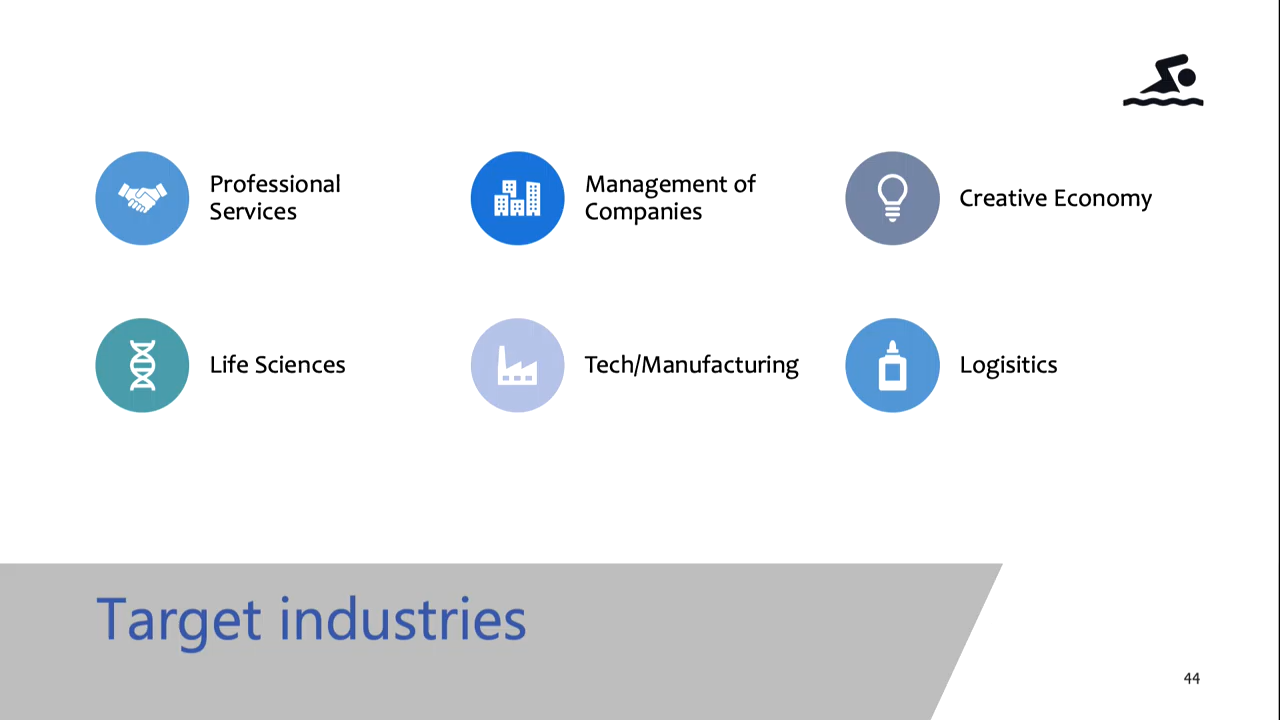 Professional
Services
Management of
Companies
Creative Economy
Life Sciences
Tech/Manufacturing
Logisitics
Target industries
44